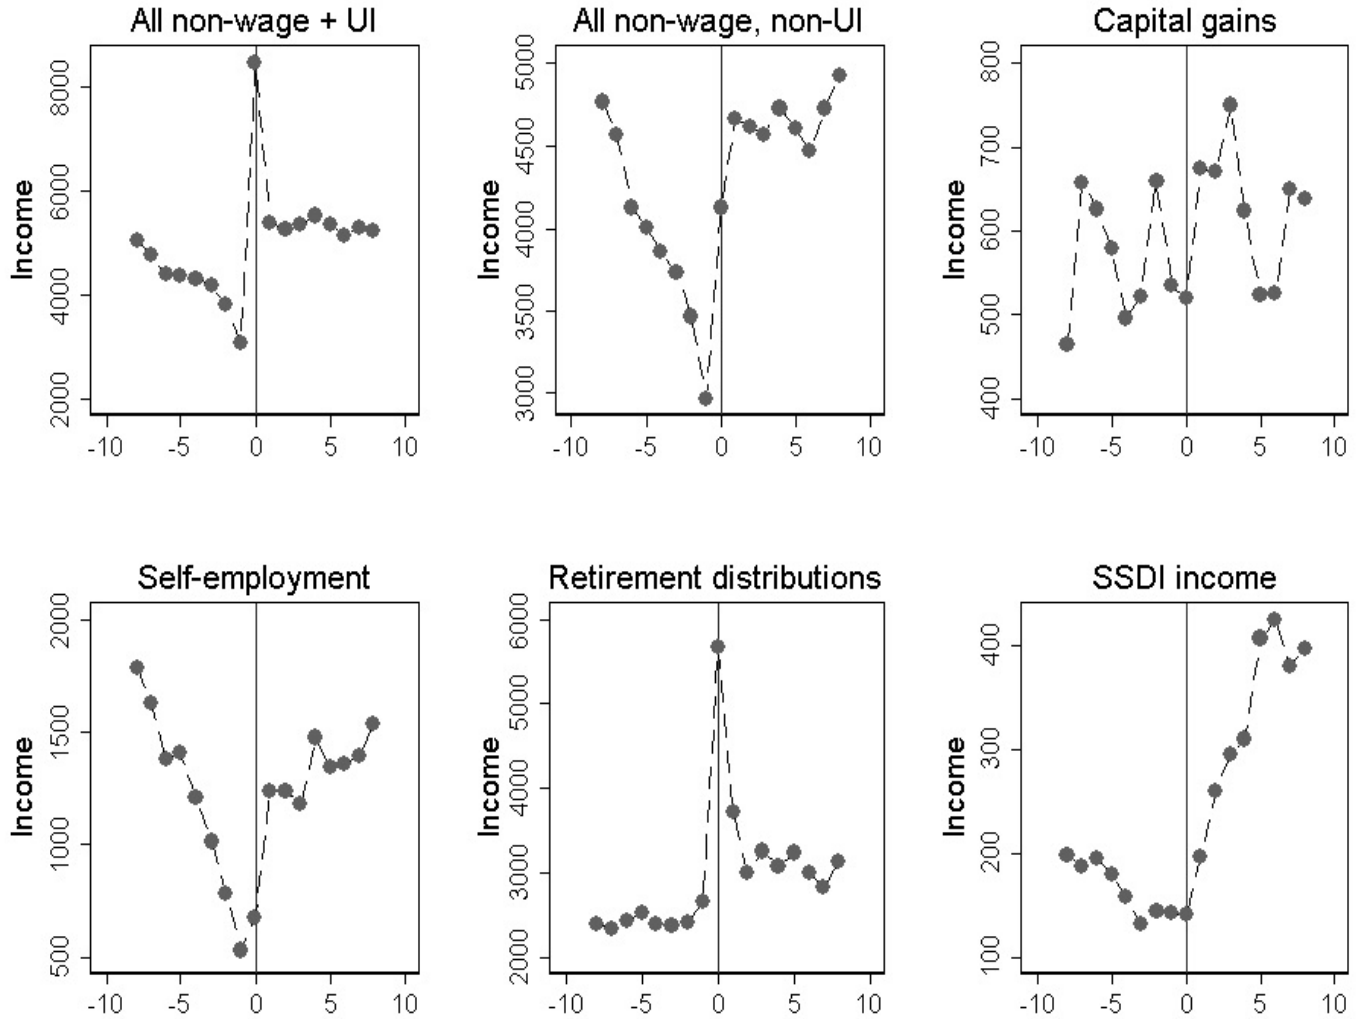 All non-wage + UI
Income
8000
6000
4000
2000
-10 -5 0 5 10
All non-wage, non-UI
Income
5000
4500
4000
3500
3000
-10 -5 0 5 10
Capital gains
Income
800
700
600
500
400
-10 -5 0 5 10
Self-employment
Income
2000
1500
1000
500
-10 -5 0 5 10
Retirement distributions
Income
6000
5000
4000
3000
2000
-10 -5 0 5 10
SSDI income
Income
400
300
200
100
-10 -5 0 5 10